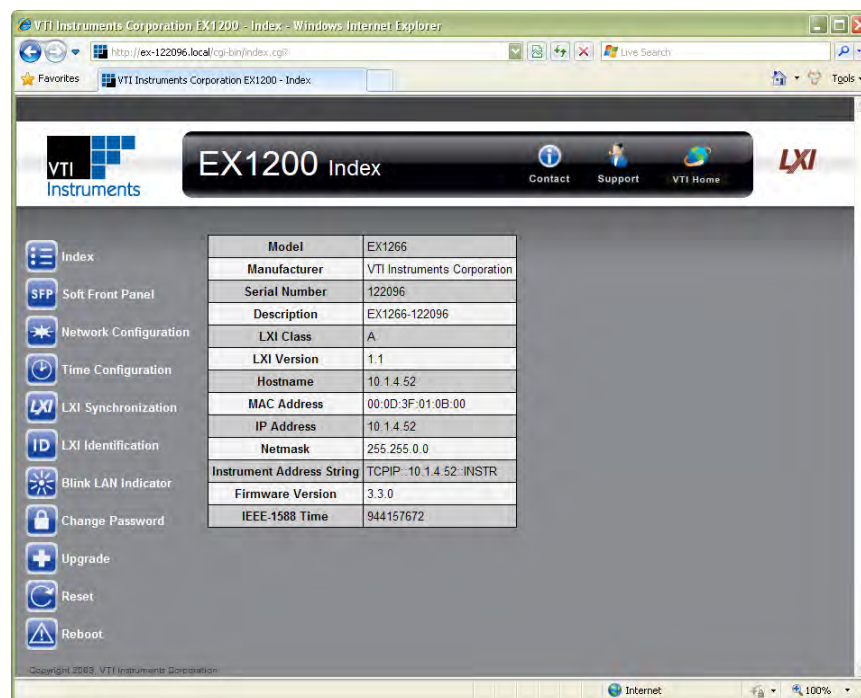 VTI Instruments Corporation EX1200 - Index - Windows Internet Explorer
http://ex-122096.local/cgi-bin/index.cgi?
Live Search
Favorites
VTI Instruments Corporation EX1200 - Index
Tools
VTI
Instruments
EX1200 Index
Contact
Support
VTI Home
LXI
Index
SFP Soft Front Panel
Network Configuration
Time Configuration
LXI LXI Synchronization
ID LXI Identification
Blink LAN Indicator
Change Password
Upgrade
Reset
Reboot
Model EX1266
Manufacturer VTI Instruments Corporation
Serial Number 122096
Description EX1266-122096
LXI Class A
LXI Version 1.1
Hostname 10.1.4.52
MAC Address 00:0D:3F:01:0B:00
IP Address 10.1.4.52
Netmask 255.255.0.0
Instrument Address String TCPIP::10.1.4.52::INSTR
Firmware Version 3.3.0
IEEE-1588 Time 944157672
Copyright 2009, VTI Instruments Corporation
Internet
100%